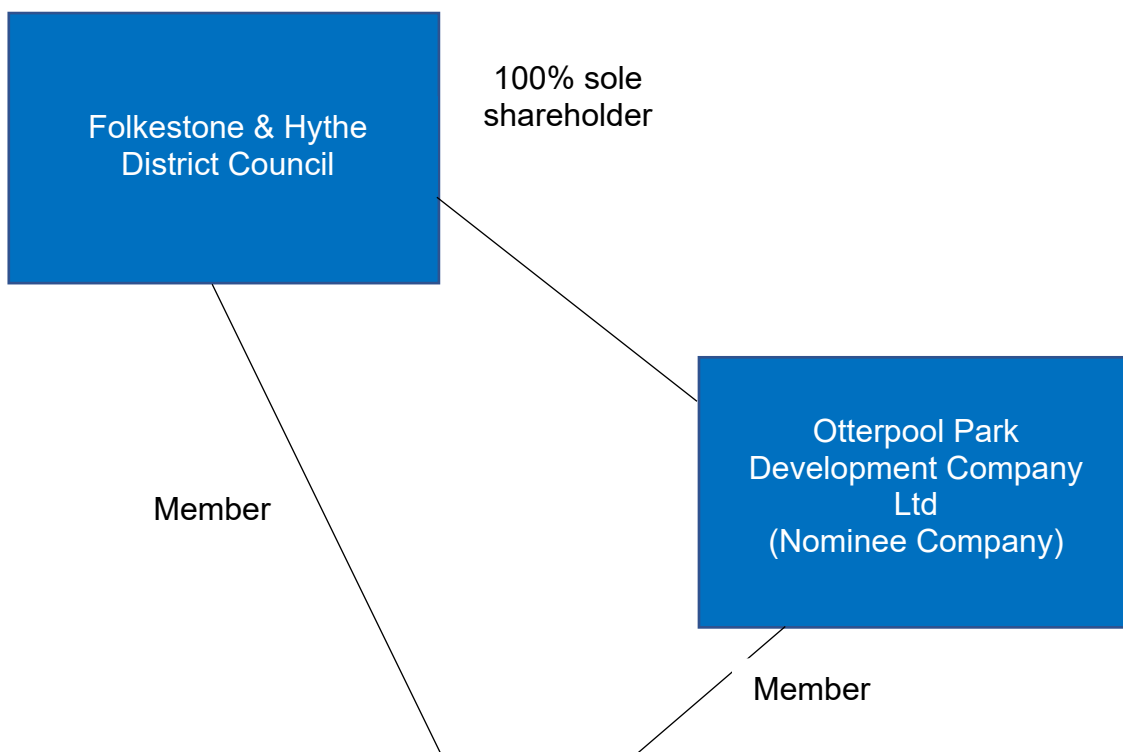 100% sole
shareholder
Folkestone & Hythe
District Council
Otterpool Park
Development Company
Ltd
(Nominee Company)
Member
Member